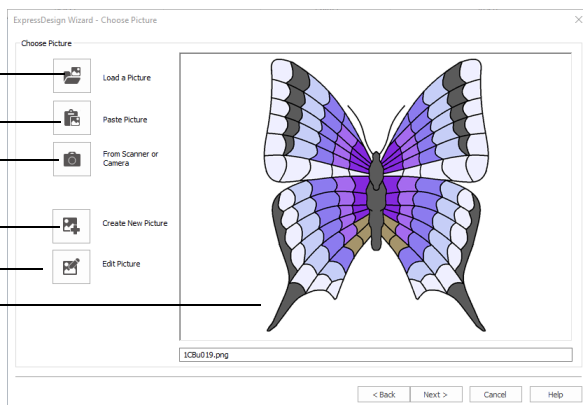 ExpressDesign Wizard - Choose Picture
Choose Picture
Load a Picture
Paste Picture
From Scanner or
Camera
Create New Picture
Edit Picture
1CBu019.png
< Back
Next >
Cancel
Help